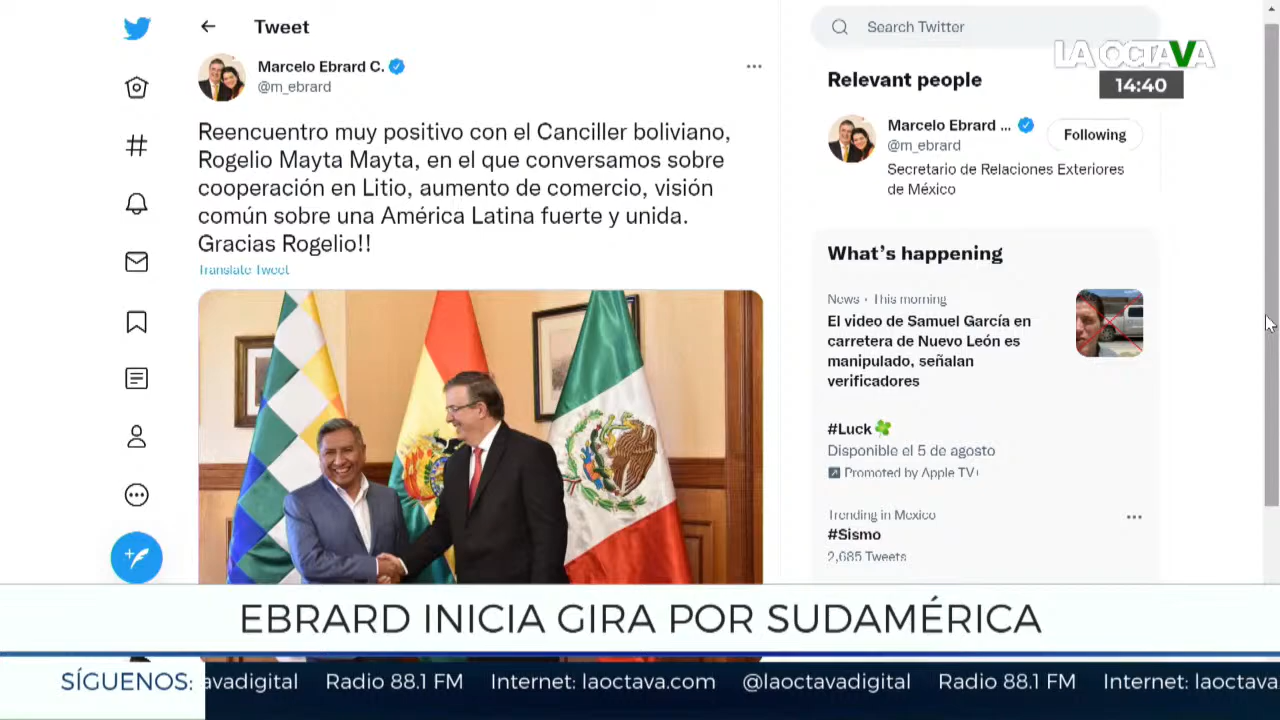 Tweet
Marcelo Ebrard C.
@m_ebrard
Reencuentro muy positivo con el Canciller boliviano,
Rogelio Mayta Mayta, en el que conversamos sobre
cooperación en Litio, aumento de comercio, visión
común sobre una América Latina fuerte y unida.
Gracias Rogelio!!
Translate Tweet
Search Twitter
LA OCTAVA
14:40
Relevant people
Marcelo Ebrard ...
@m_ebrard
Following
Secretario de Relaciones Exteriores
de México
What's happening
News · This morning
El video de Samuel García en
carretera de Nuevo León es
manipulado, señalan
verificadores
#Luck
Disponible el 5 de agosto
Promoted by Apple TV+
Trending in Mexico
#Sismo
2,685 Tweets
EBRARD INICIA GIRA POR SUDAMÉRICA
SÍGUENOS: avadigital Radio 88.1 FM Internet: laoctava.com @laoctavadigital Radio 88.1 FM Internet: laoctava